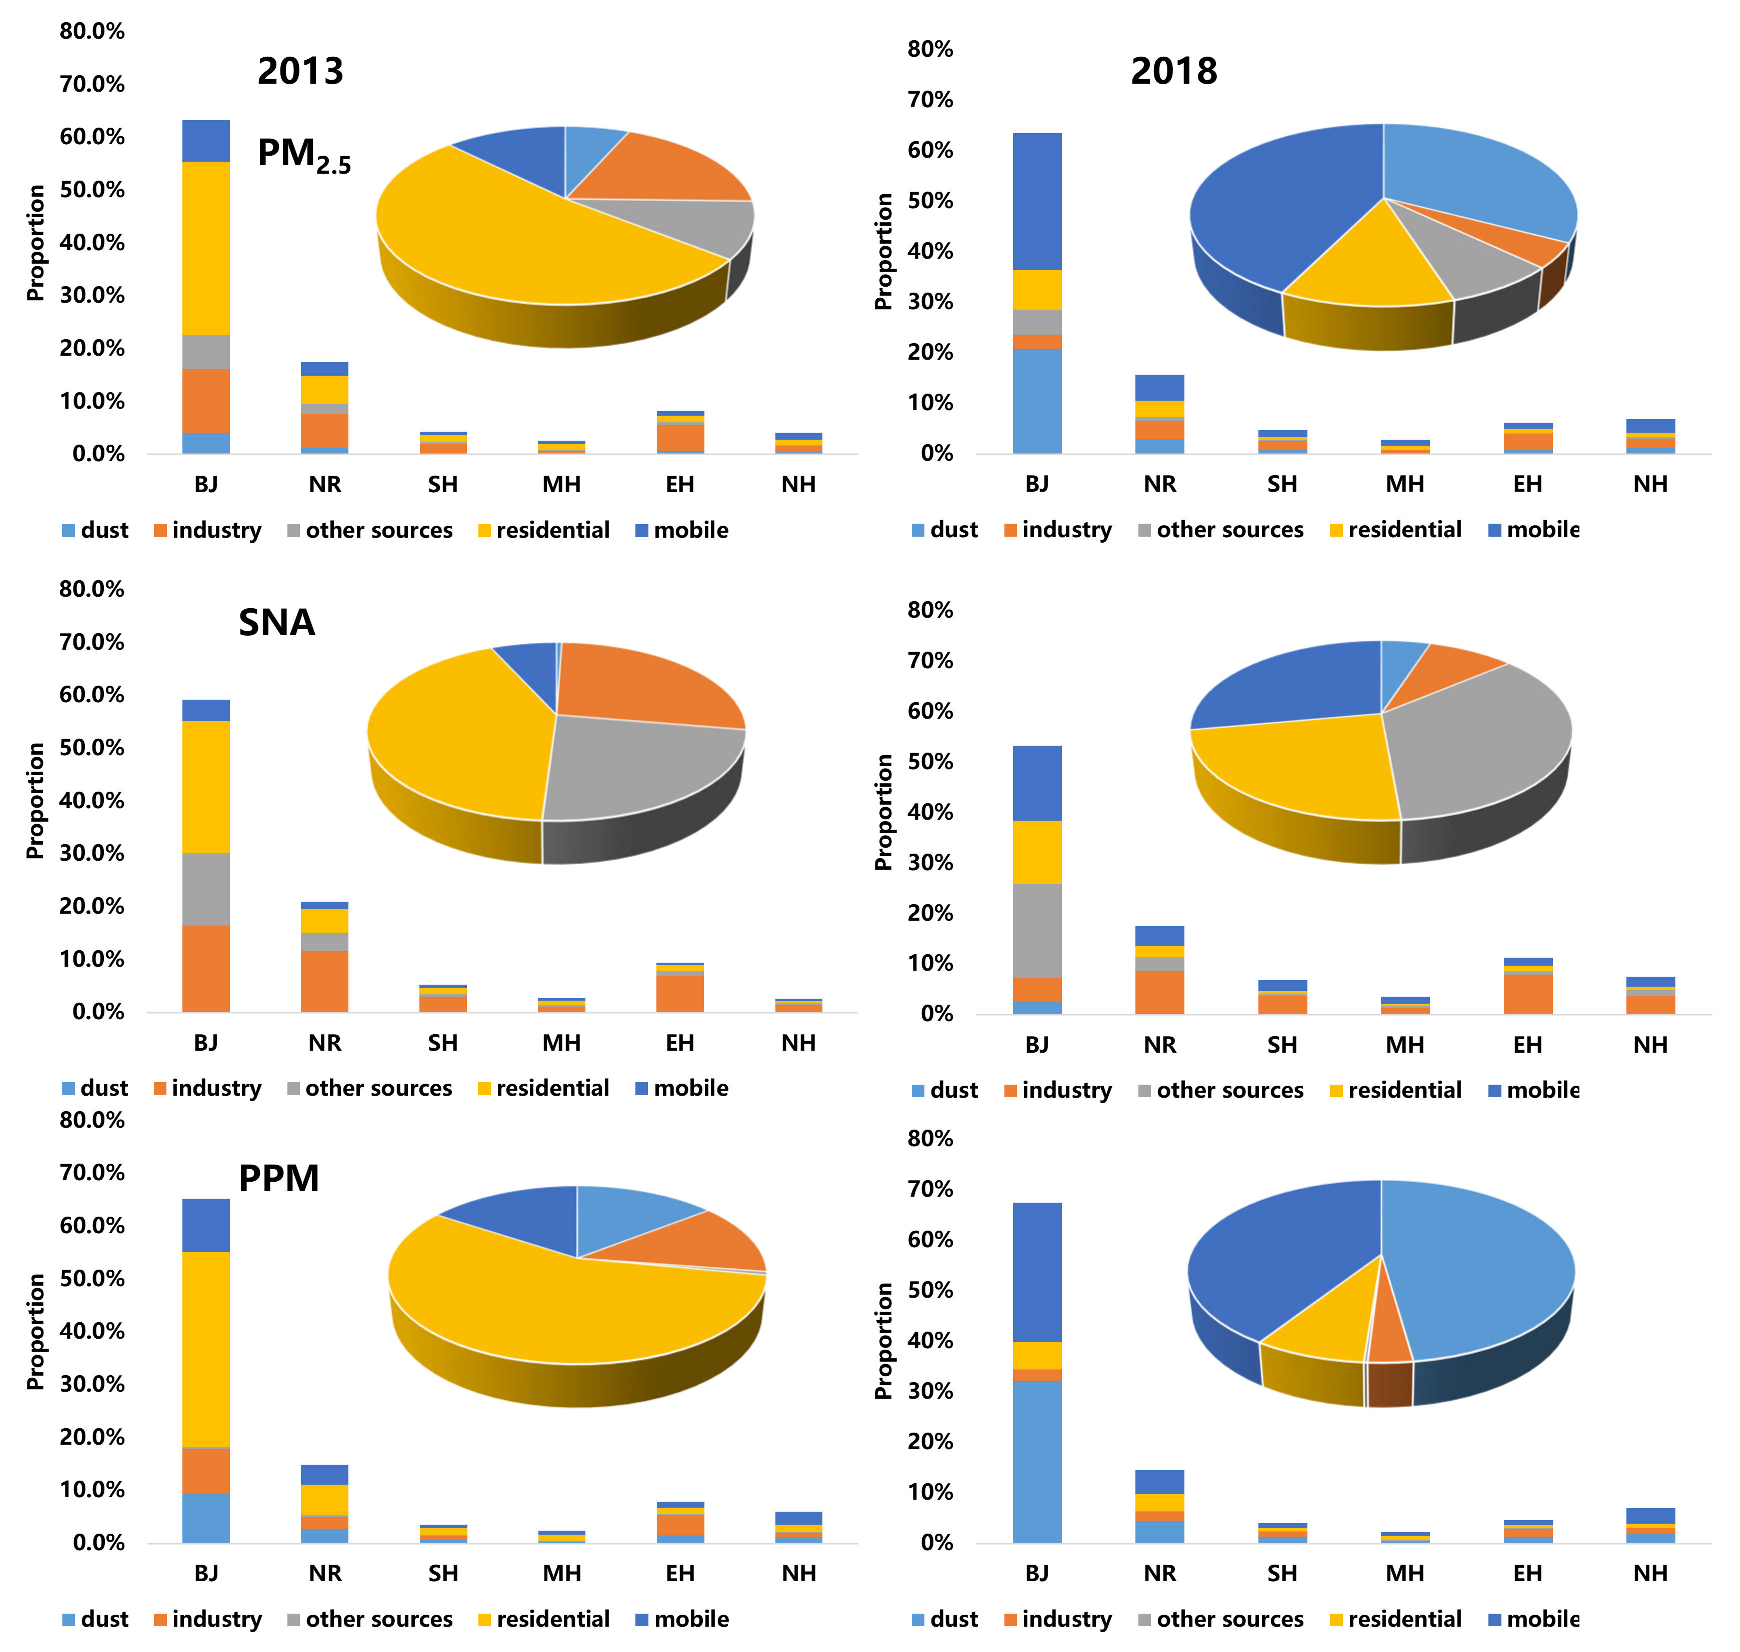 2013
PM2.5
Proportion
80.0%
70.0%
60.0%
50.0%
40.0%
30.0%
20.0%
10.0%
0.0%
BJ NR SH MH EH NH
dust industry other sources residential mobile
2018
Proportion
80%
70%
60%
50%
40%
30%
20%
10%
0%
BJ NR SH MH EH NH
dust industry other sources residential mobile
SNA
Proportion
80.0%
70.0%
60.0%
50.0%
40.0%
30.0%
20.0%
10.0%
0.0%
BJ NR SH MH EH NH
dust industry other sources residential mobile
Proportion
80%
70%
60%
50%
40%
30%
20%
10%
0%
BJ NR SH MH EH NH
dust industry other sources residential mobile
PPM
Proportion
80.0%
70.0%
60.0%
50.0%
40.0%
30.0%
20.0%
10.0%
0.0%
BJ NR SH MH EH NH
dust industry other sources residential mobile
Proportion
80%
70%
60%
50%
40%
30%
20%
10%
0%
BJ NR SH MH EH NH
dust industry other sources residential mobile